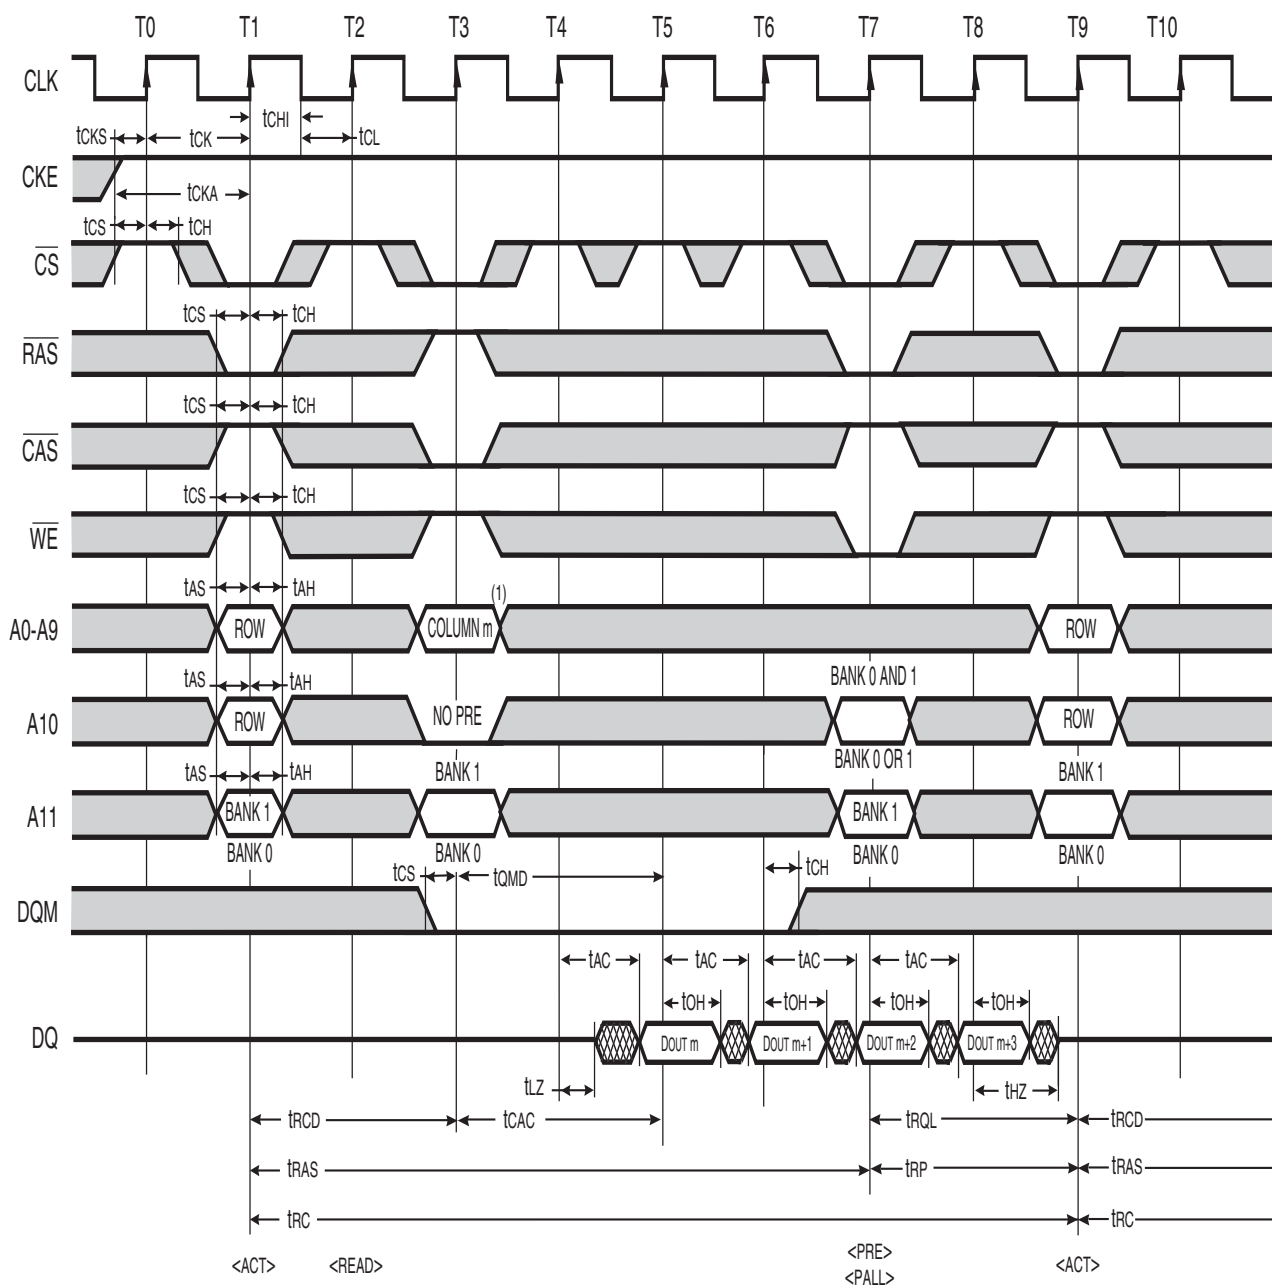 T0 T1 T2 T3 T4 T5 T6 T7 T8 T9 T10
CLK
tCHI
tCKS tCK tCL
CKE
tCKA
tCS tCH
CS
tCS tCH
RAS
tCS tCH
CAS
tCS tCH
WE
tAS tAH (1)
A0-A9 ROW COLUMN m ROW
tAS tAH BANK 0 AND 1
A10 ROW NO PRE ROW
BANK 0 OR 1
tAS tAH BANK 1 BANK 1
A11 BANK 1 BANK 1
BANK 0 BANK 0 BANK 0 BANK 0
tCS tQMD tCH
DQM
tAC tAC tAC tAC
tOH tOH tOH tOH
DQ DOUT m DOUT m+1 DOUT m+2 DOUT m+3
tLZ tHZ
tRCD tCAC tRQL tRCD
tRAS tRP tRAS
tRC tRC
<ACT> <READ> <PRE> <ACT>
<PALL>